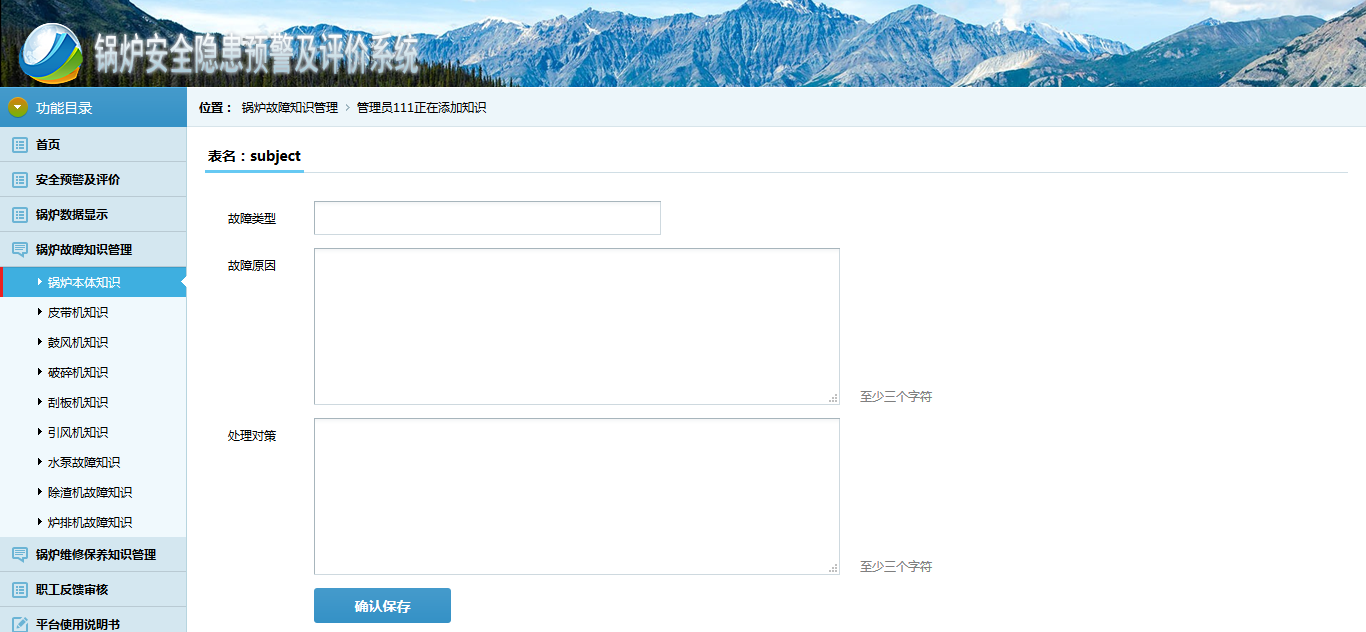 锅炉安全隐患预警及评价系统
功能目录
位置： 锅炉故障知识管理 › 管理员111正在添加知识
首页
安全预警及评价
锅炉数据显示
锅炉故障知识管理
锅炉本体知识
皮带机知识
鼓风机知识
破碎机知识
刮板机知识
引风机知识
水泵故障知识
除渣机故障知识
炉排机故障知识
锅炉维修保养知识管理
职工反馈审核
平台使用说明书
表名：subject
故障类型
故障原因
至少三个字符
处理对策
至少三个字符
确认保存